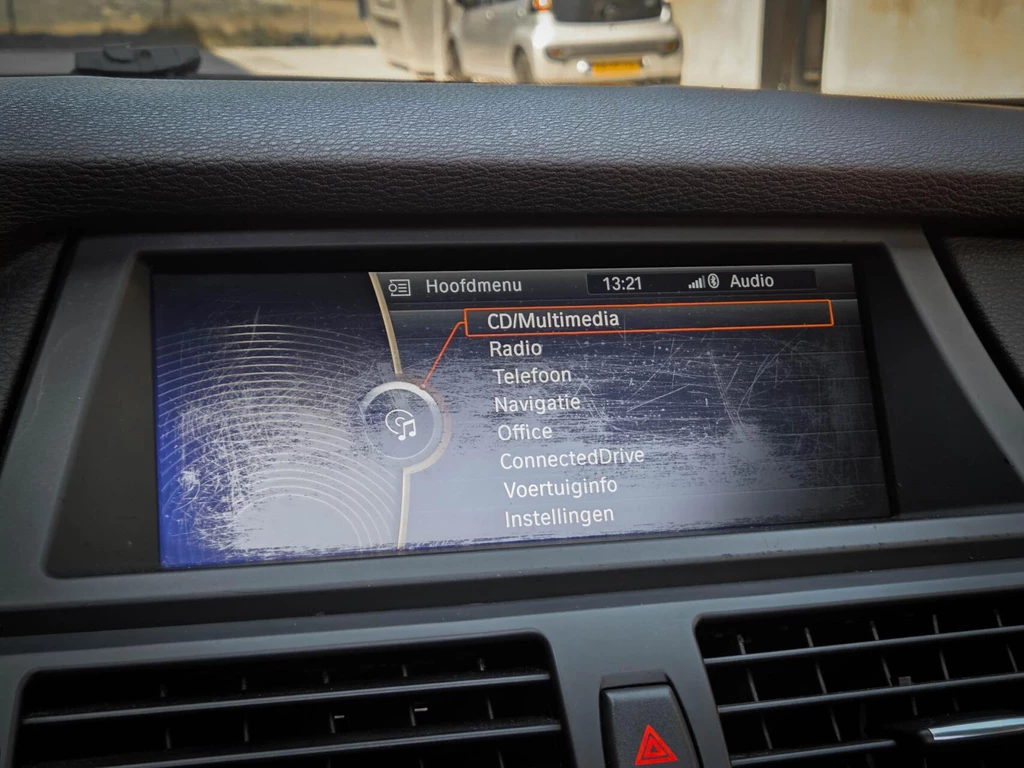 Hoofdmenu 13:21 Audio
CD/Multimedia
Radio
Telefoon
Navigatie
Office
ConnectedDrive
Voertuiginfo
Instellingen